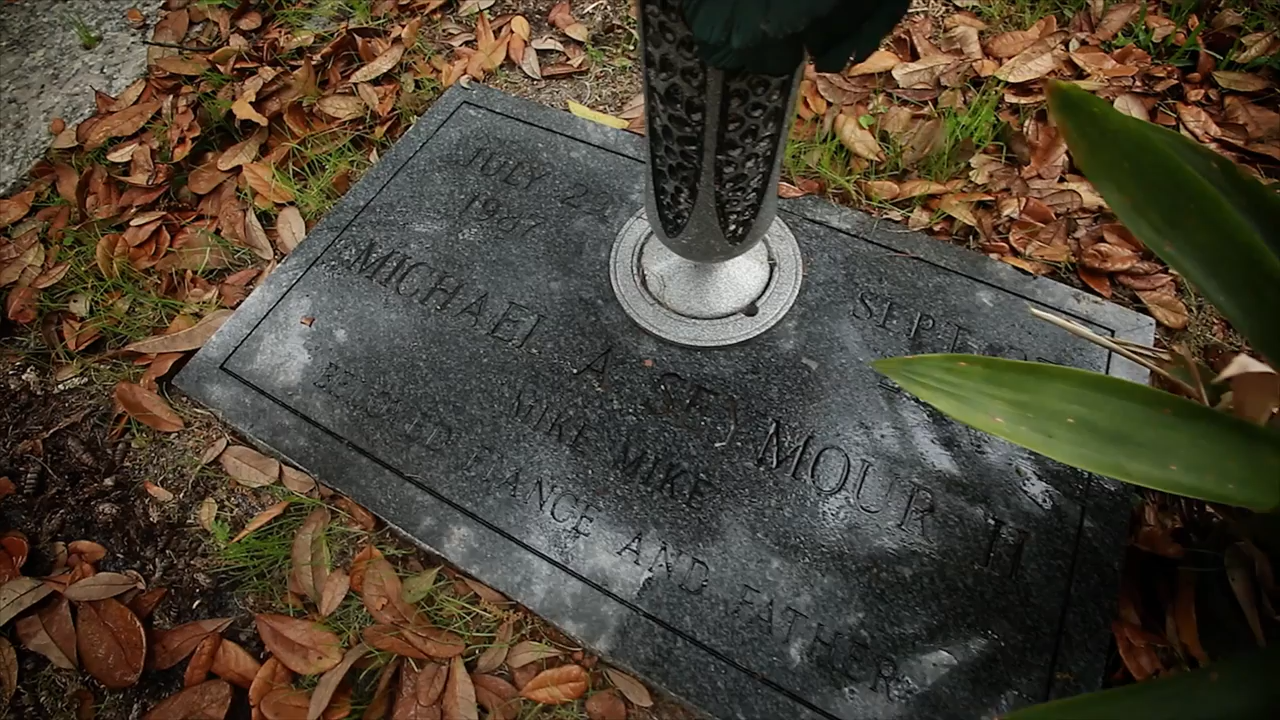 JULY 22
1987
SEPT
MICHAEL A. SEYMOUR II
MIKE MIKE
BELOVED FIANCE AND FATHER